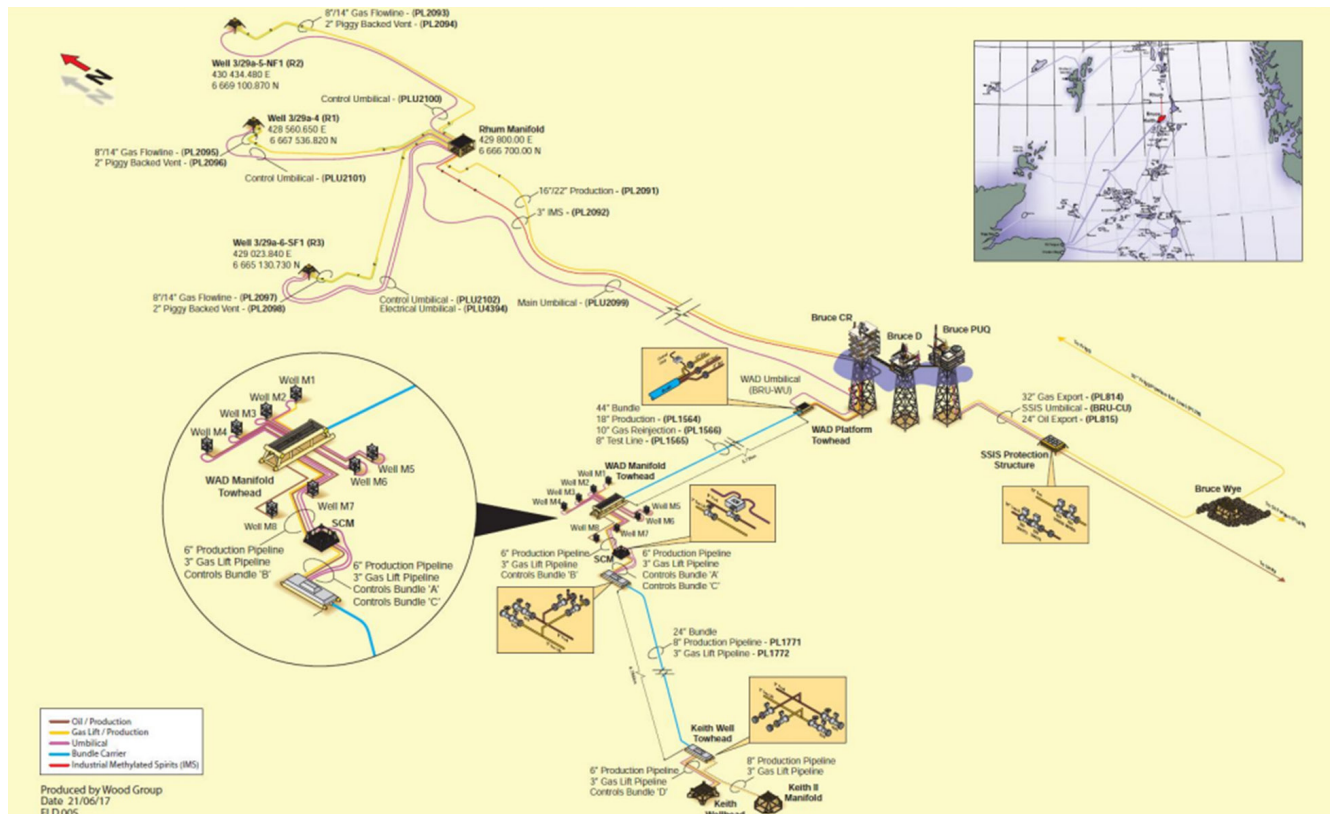 8"/14" Gas Flowline - (PL2093)
2" Piggy Backed Vent - (PL2094)
N
N
Well 3/29a-5-NF1 (R2)
430 434.480 E
6 669 100.870 N
Control Umbilical - (PLU2100)
Well 3/29a-4 (R1)
428 560.650 E
6 667 536.820 N
Rhum Manifold
429 800.00 E
6 666 700.00 N
8"/14" Gas Flowline - (PL2095)
2" Piggy Backed Vent - (PL2096)
Control Umbilical - (PLU2101)
16"/22" Production - (PL2091)
3" IMS - (PL2092)
Well 3/29a-6-SF1 (R3)
429 023.840 E
6 665 130.730 N
8"/14" Gas Flowline - (PL2097)
2" Piggy Backed Vent - (PL2098)
Control Umbilical - (PLU2102)
Electrical Umbilical - (PLU4394)
Main Umbilical - (PLU2099)
Bruce CR
Bruce D
Bruce PUQ
WAD Umbilical
(BRU-WU)
44" Bundle
18" Production - (PL1564)
10" Gas Reinjection - (PL1566)
8" Test Line - (PL1565)
WAD Platform
Towhead
32" Gas Export - (PL814)
SSIS Umbilical - (BRU-CU)
24" Oil Export - (PL815)
SSIS Protection
Structure
Bruce Wye
Well M1
Well M2
Well M3
Well M4
Well M5
Well M6
WAD Manifold
Towhead
Well M7
Well M8
SCM
6" Production Pipeline
3" Gas Lift Pipeline
Controls Bundle 'B'
6" Production Pipeline
3" Gas Lift Pipeline
Controls Bundle 'A'
Controls Bundle 'C'
WAD Manifold
Towhead
Well M1
Well M2
Well M3
Well M4
Well M5
Well M6
Well M7
Well M8
SCM
6" Production Pipeline
3" Gas Lift Pipeline
Controls Bundle 'B'
6" Production Pipeline
3" Gas Lift Pipeline
Controls Bundle 'A'
Controls Bundle 'C'
24" Bundle
8" Production Pipeline - PL1771
3" Gas Lift Pipeline - PL1772
Keith Well
Towhead
6" Production Pipeline
3" Gas Lift Pipeline
Controls Bundle 'D'
8" Production Pipeline
3" Gas Lift Pipeline
Keith II
Manifold
Keith
Wellhead
Oil / Production
Gas Lift / Production
Umbilical
Bundle Carrier
Industrial Methylated Spirits (IMS)
Produced by Wood Group
Date 21/06/17
FLD005